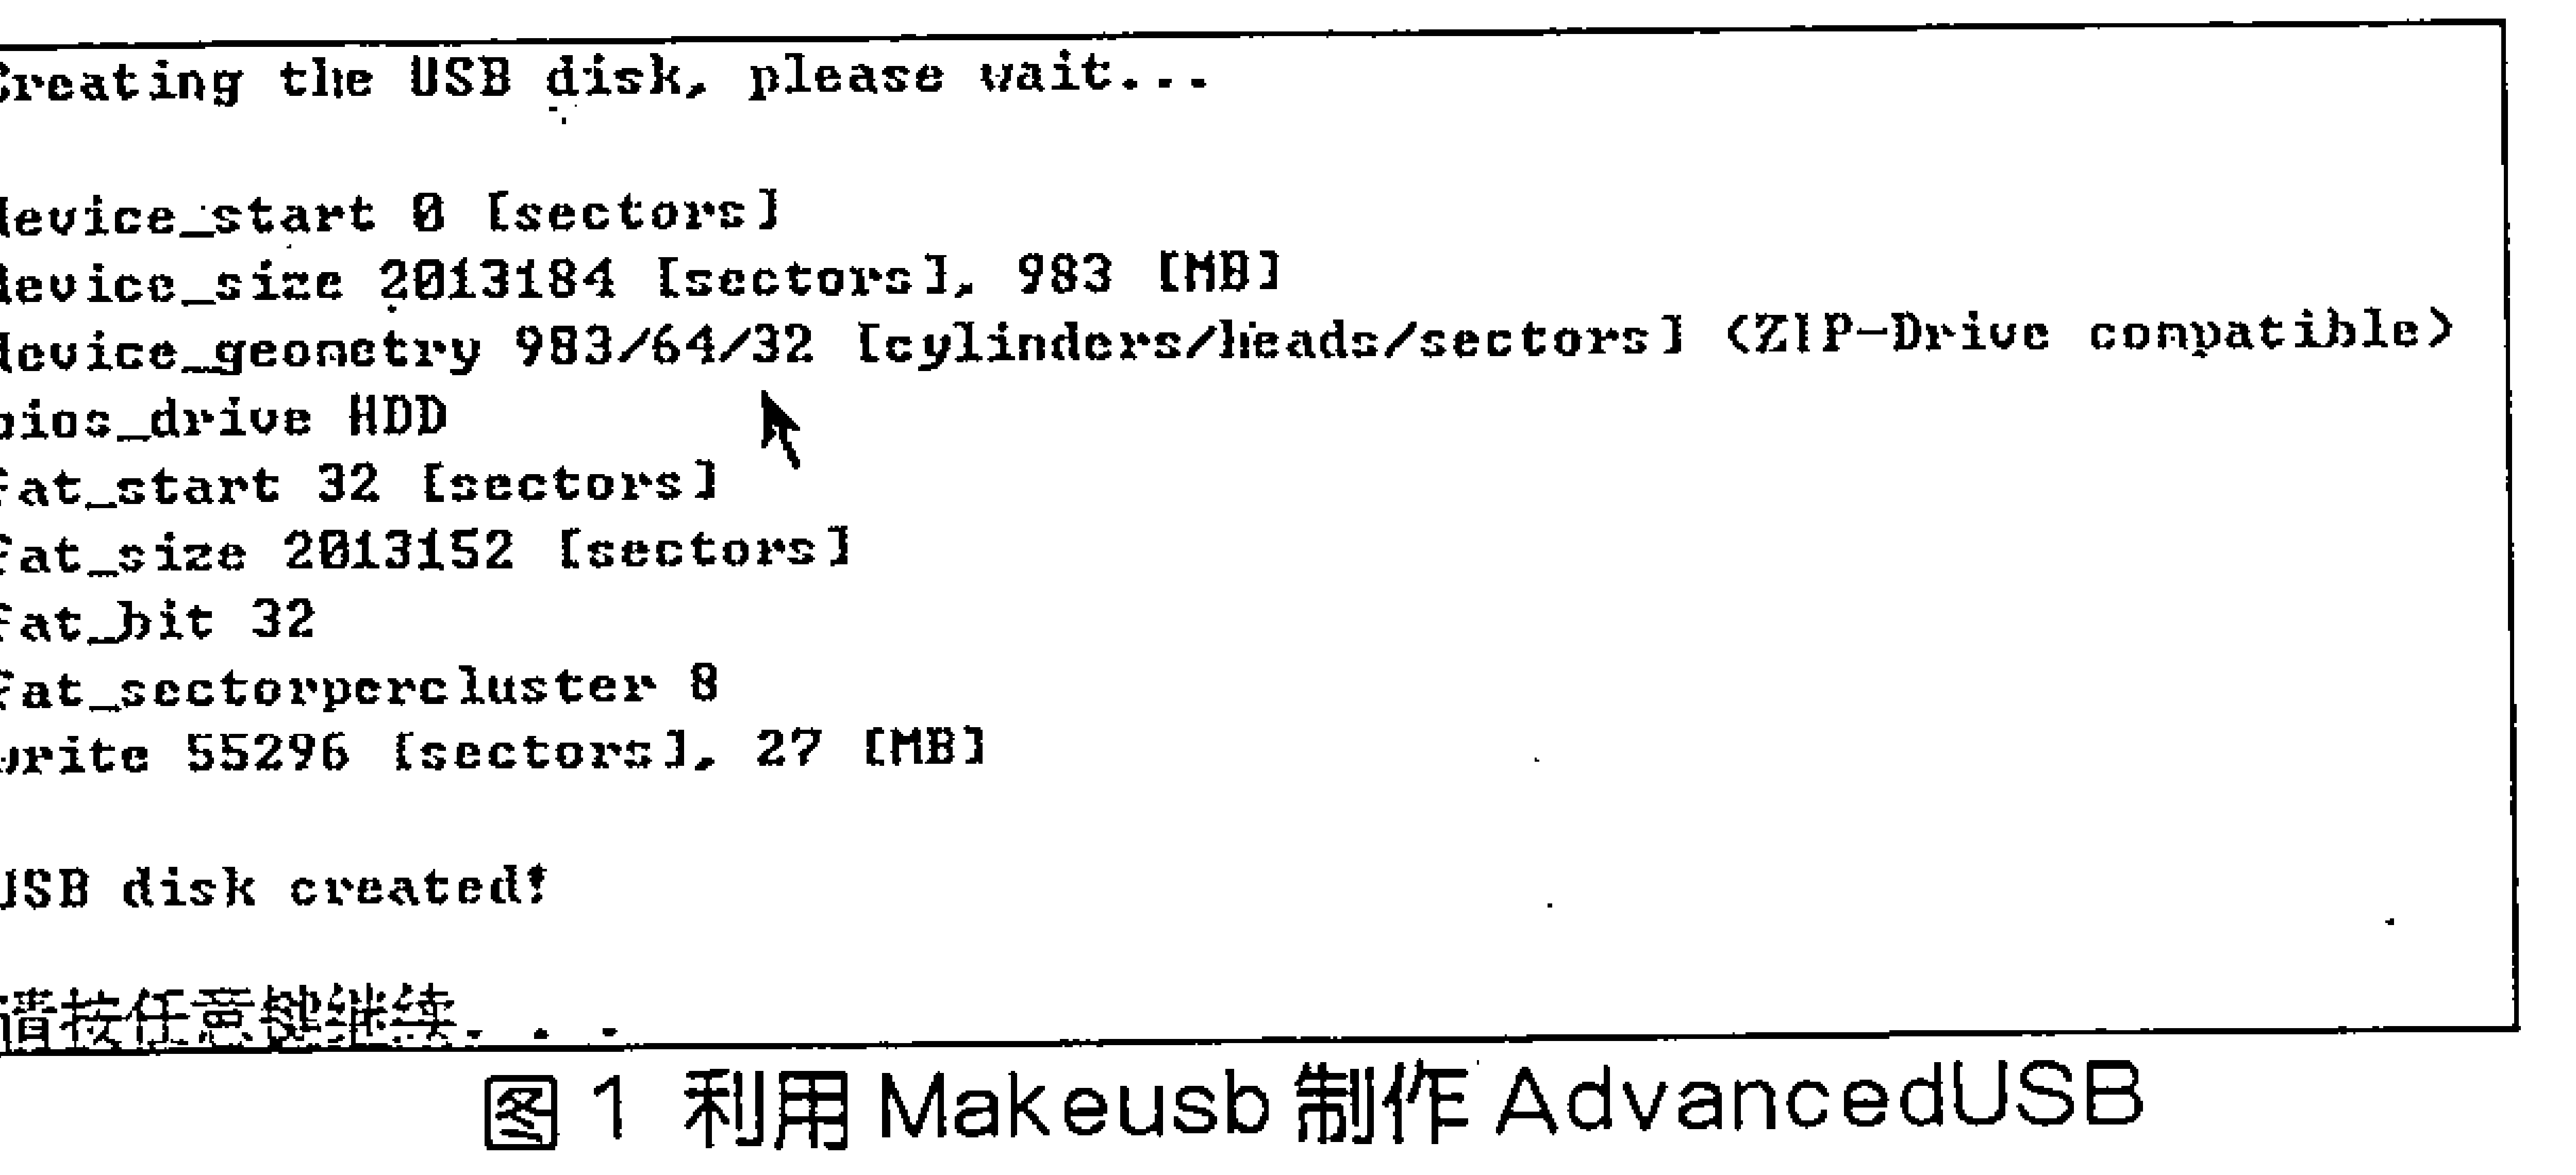 Creating the USB disk, please wait...
device_start 0 [sectors]
device_size 2013184 [sectors], 983 [MB]
device_geometry 983/64/32 [cylinders/heads/sectors] (ZIP-Drive compatible)
bios_drive HDD
fat_start 32 [sectors]
fat_size 2013152 [sectors]
fat_bit 32
fat_sectorpercluster 8
write 55296 [sectors], 27 [MB]
USB disk created!
请按任意键继续. . .
图 1 利用 Makeusb 制作 AdvancedUSB